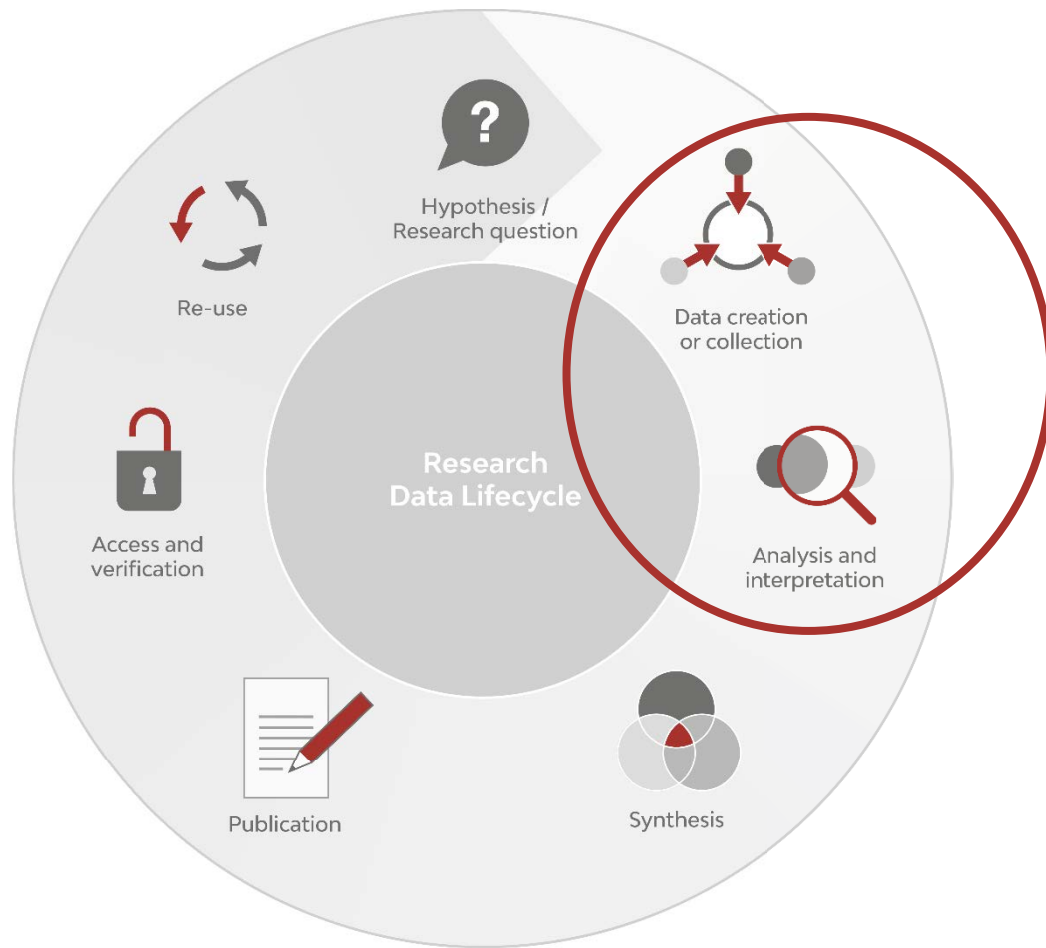 ?
Hypothesis /
Research question
Data creation
or collection
Analysis and
interpretation
Synthesis
Publication
Access and
verification
Re-use
Research
Data Lifecycle